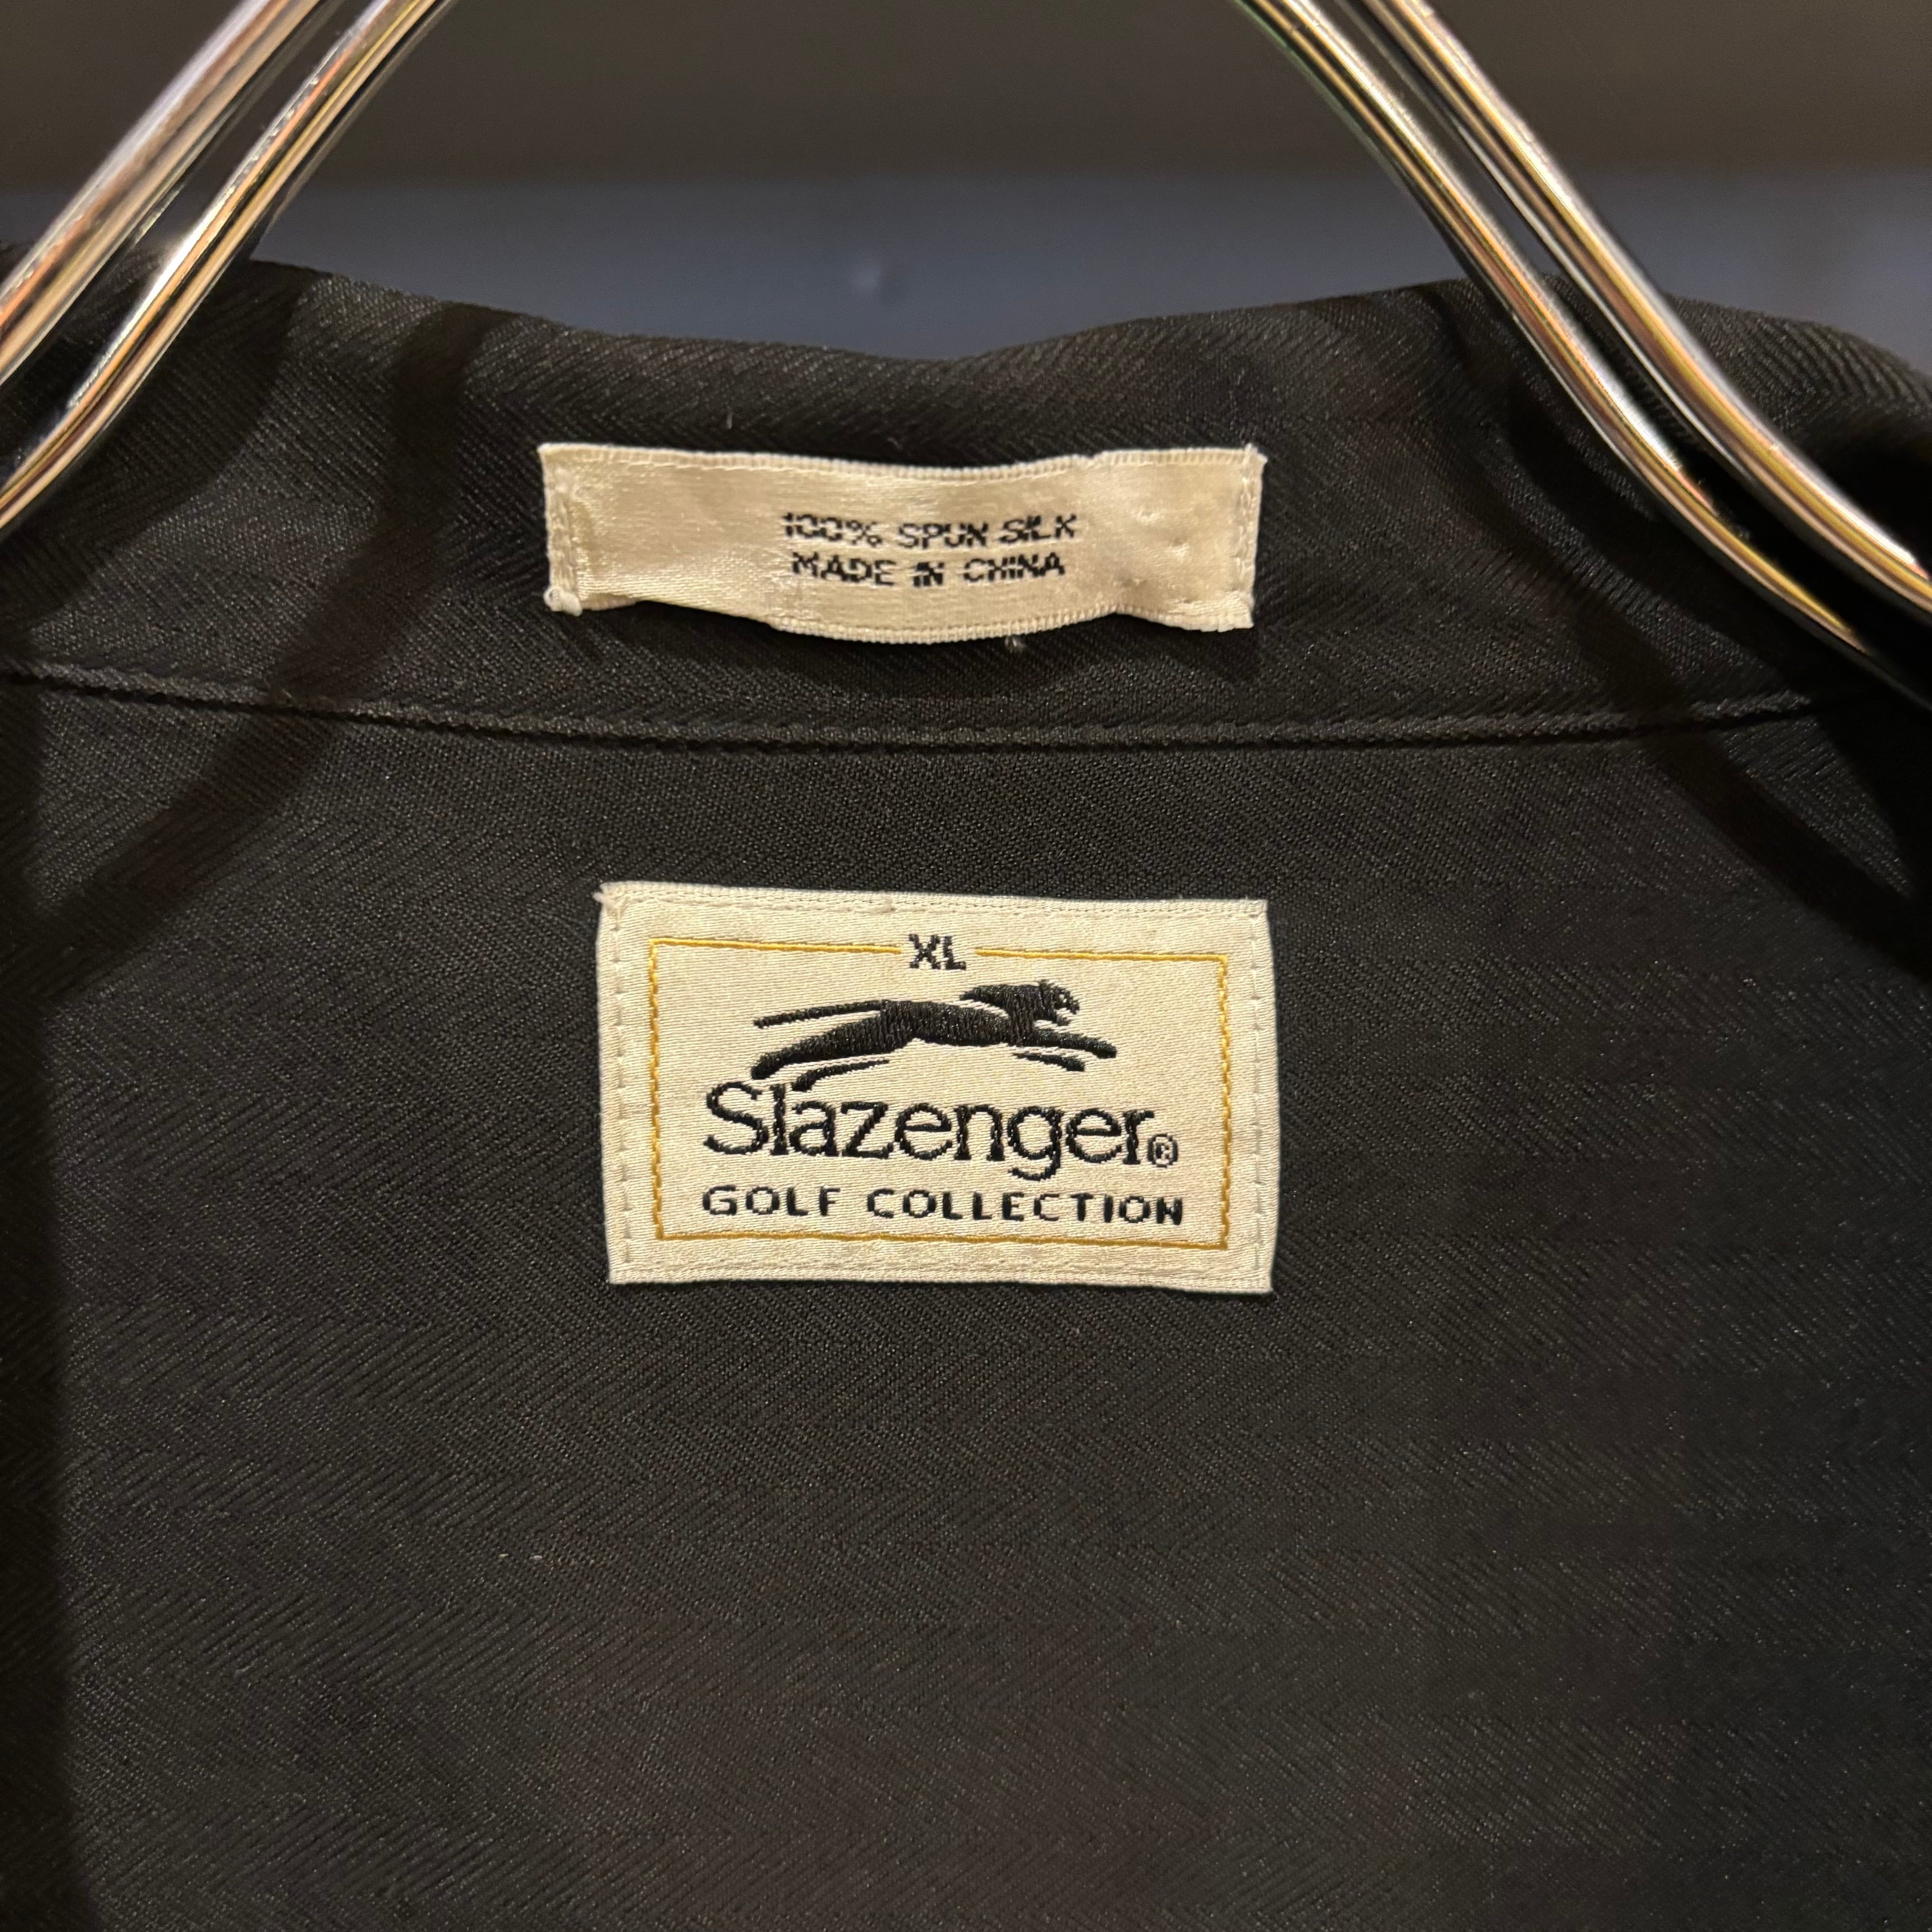 100% SPUN SILK
MADE IN CHINA
XL
Slazenger®
GOLF COLLECTION